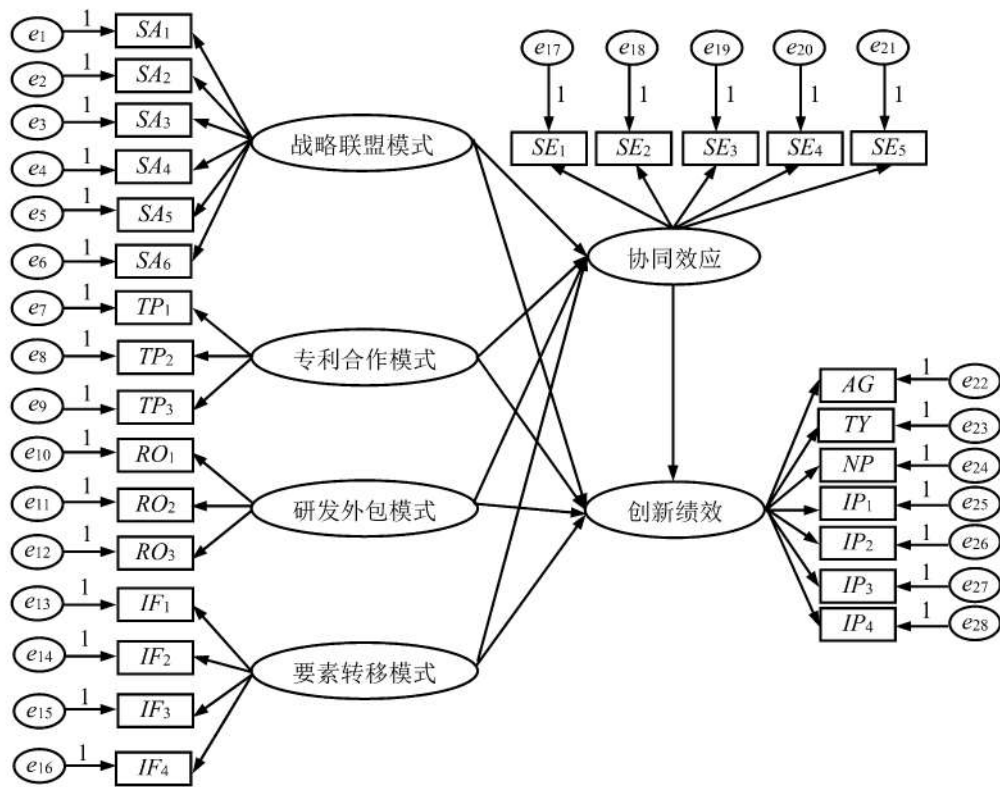 e₁ 1 SA₁
e₂ 1 SA₂
e₃ 1 SA₃
e₄ 1 SA₄
e₅ 1 SA₅
e₆ 1 SA₆
e₇ 1 TP₁
e₈ 1 TP₂
e₉ 1 TP₃
e₁₀ 1 RO₁
e₁₁ 1 RO₂
e₁₂ 1 RO₃
e₁₃ 1 IF₁
e₁₄ 1 IF₂
e₁₅ 1 IF₃
e₁₆ 1 IF₄
战略联盟模式
专利合作模式
研发外包模式
要素转移模式
e₁₇ e₁₈ e₁₉ e₂₀ e₂₁
1 1 1 1 1
SE₁ SE₂ SE₃ SE₄ SE₅
协同效应
创新绩效
AG 1 e₂₂
TY 1 e₂₃
NP 1 e₂₄
IP₁ 1 e₂₅
IP₂ 1 e₂₆
IP₃ 1 e₂₇
IP₄ 1 e₂₈